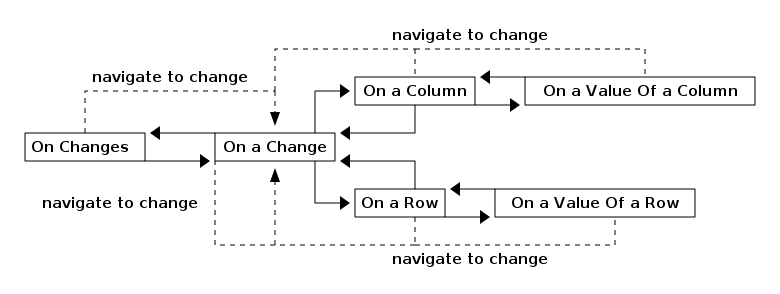 navigate to change
navigate to change
On a Column
On a Value Of a Column
On Changes
On a Change
navigate to change
On a Row
On a Value Of a Row
navigate to change